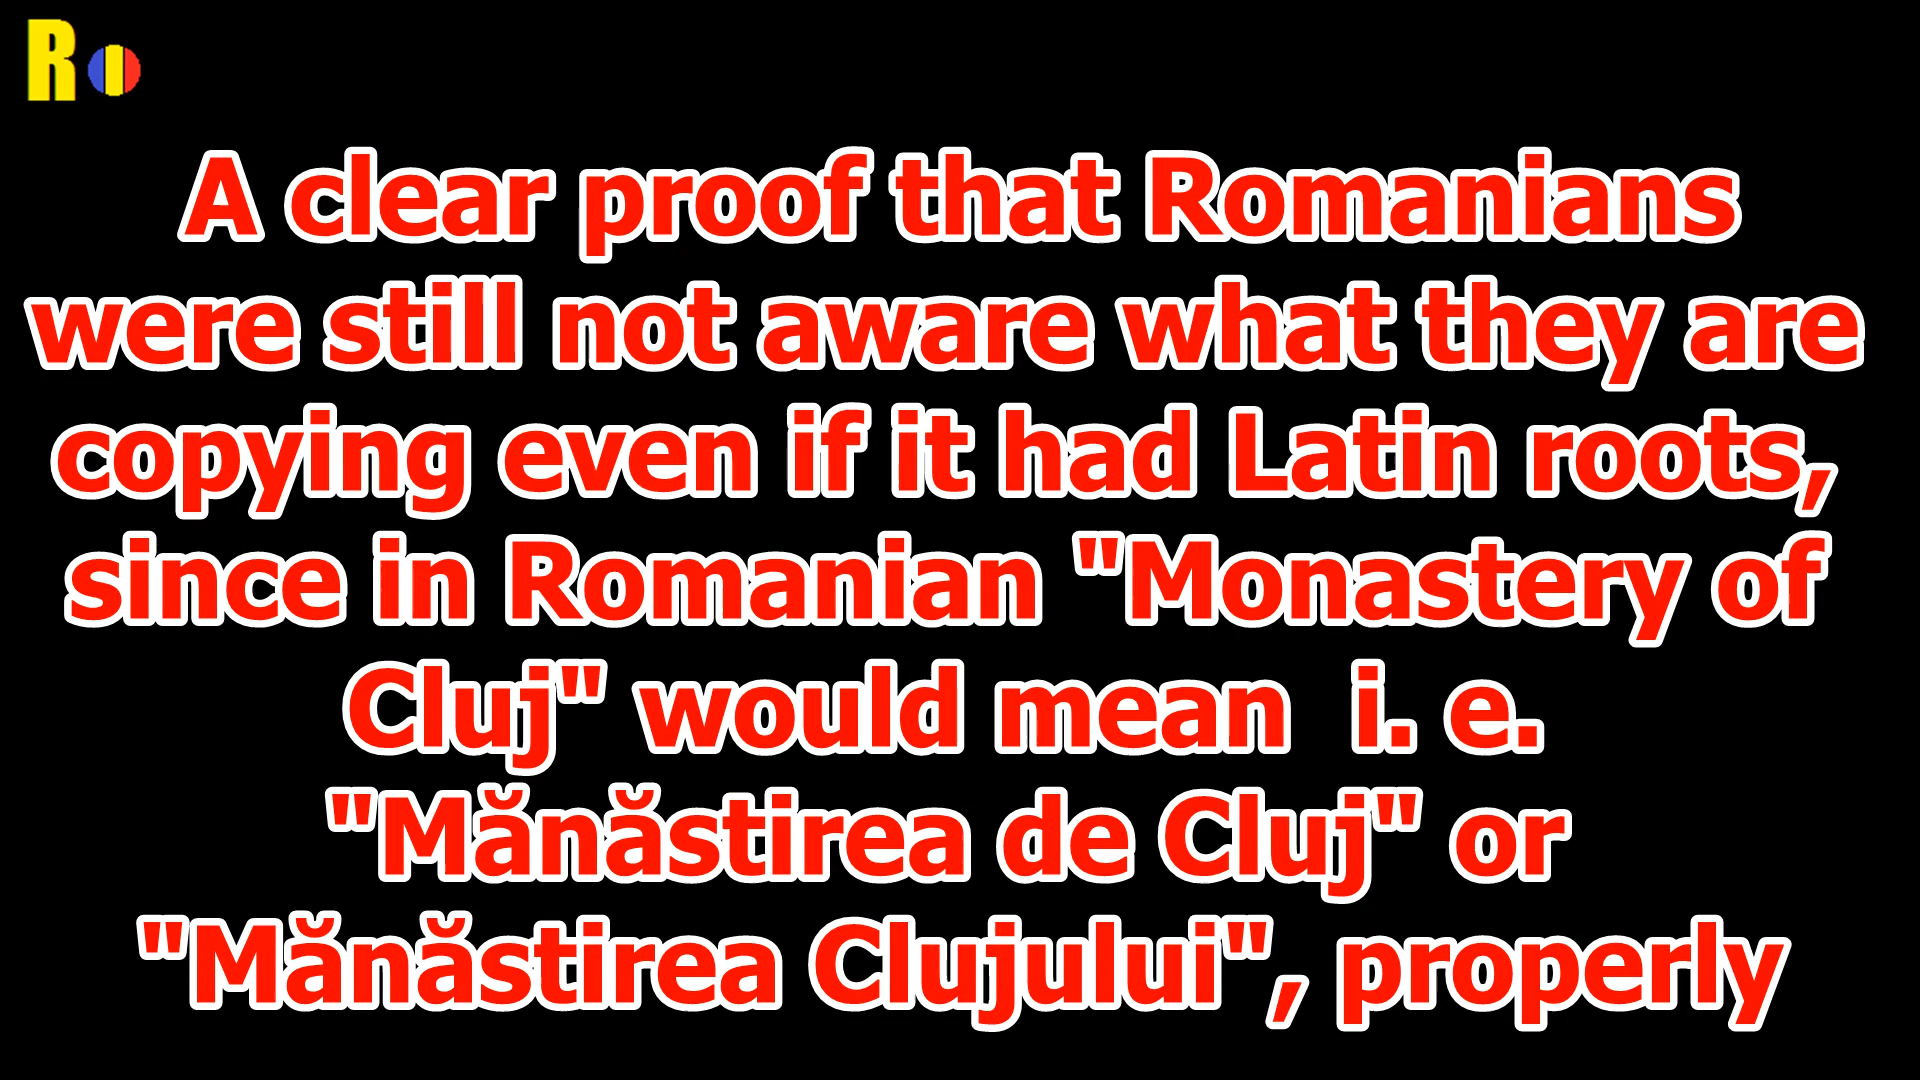 RO
A clear proof that Romanians
were still not aware what they are
copying even if it had Latin roots,
since in Romanian "Monastery of
Cluj" would mean  i. e.
"Mănăstirea de Cluj" or
"Mănăstirea Clujului", properly